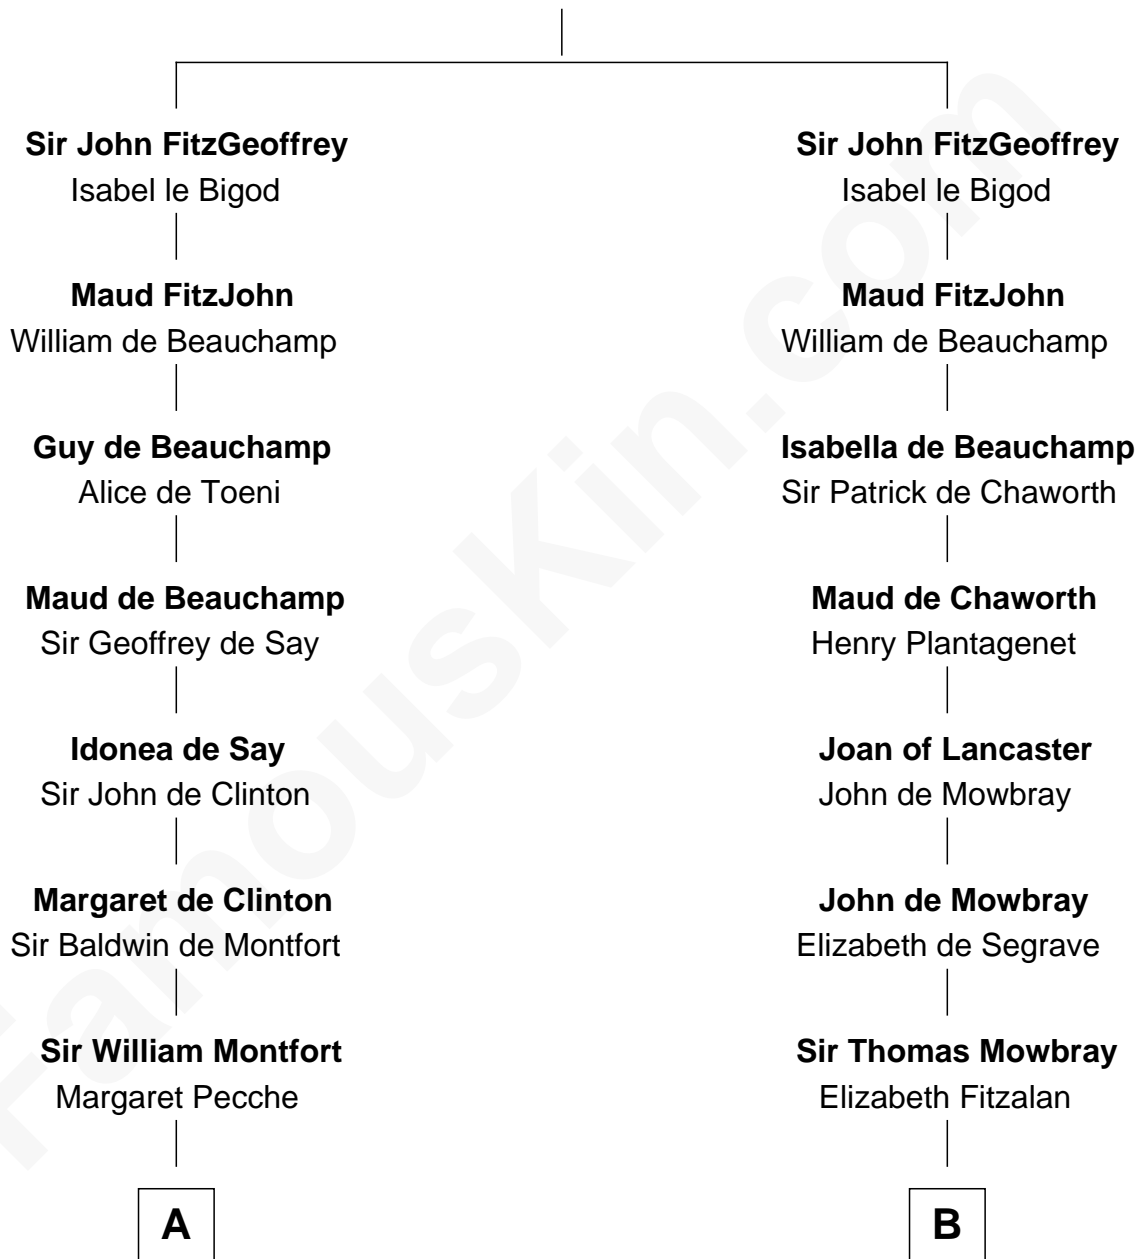 Sir John FitzGeoffrey
Isabel le Bigod
Maud FitzJohn
William de Beauchamp
Guy de Beauchamp
Alice de Toeni
Maud de Beauchamp
Sir Geoffrey de Say
Idonea de Say
Sir John de Clinton
Margaret de Clinton
Sir Baldwin de Montfort
Sir William Montfort
Margaret Pecche
A
Sir John FitzGeoffrey
Isabel le Bigod
Maud FitzJohn
William de Beauchamp
Isabella de Beauchamp
Sir Patrick de Chaworth
Maud de Chaworth
Henry Plantagenet
Joan of Lancaster
John de Mowbray
John de Mowbray
Elizabeth de Segrave
Sir Thomas Mowbray
Elizabeth Fitzalan
B
FamousKin.com